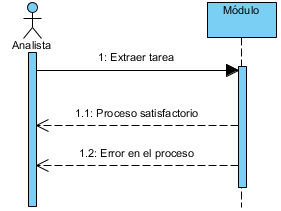 Módulo
Analista
1: Extraer tarea
1.1: Proceso satisfactorio
1.2: Error en el proceso